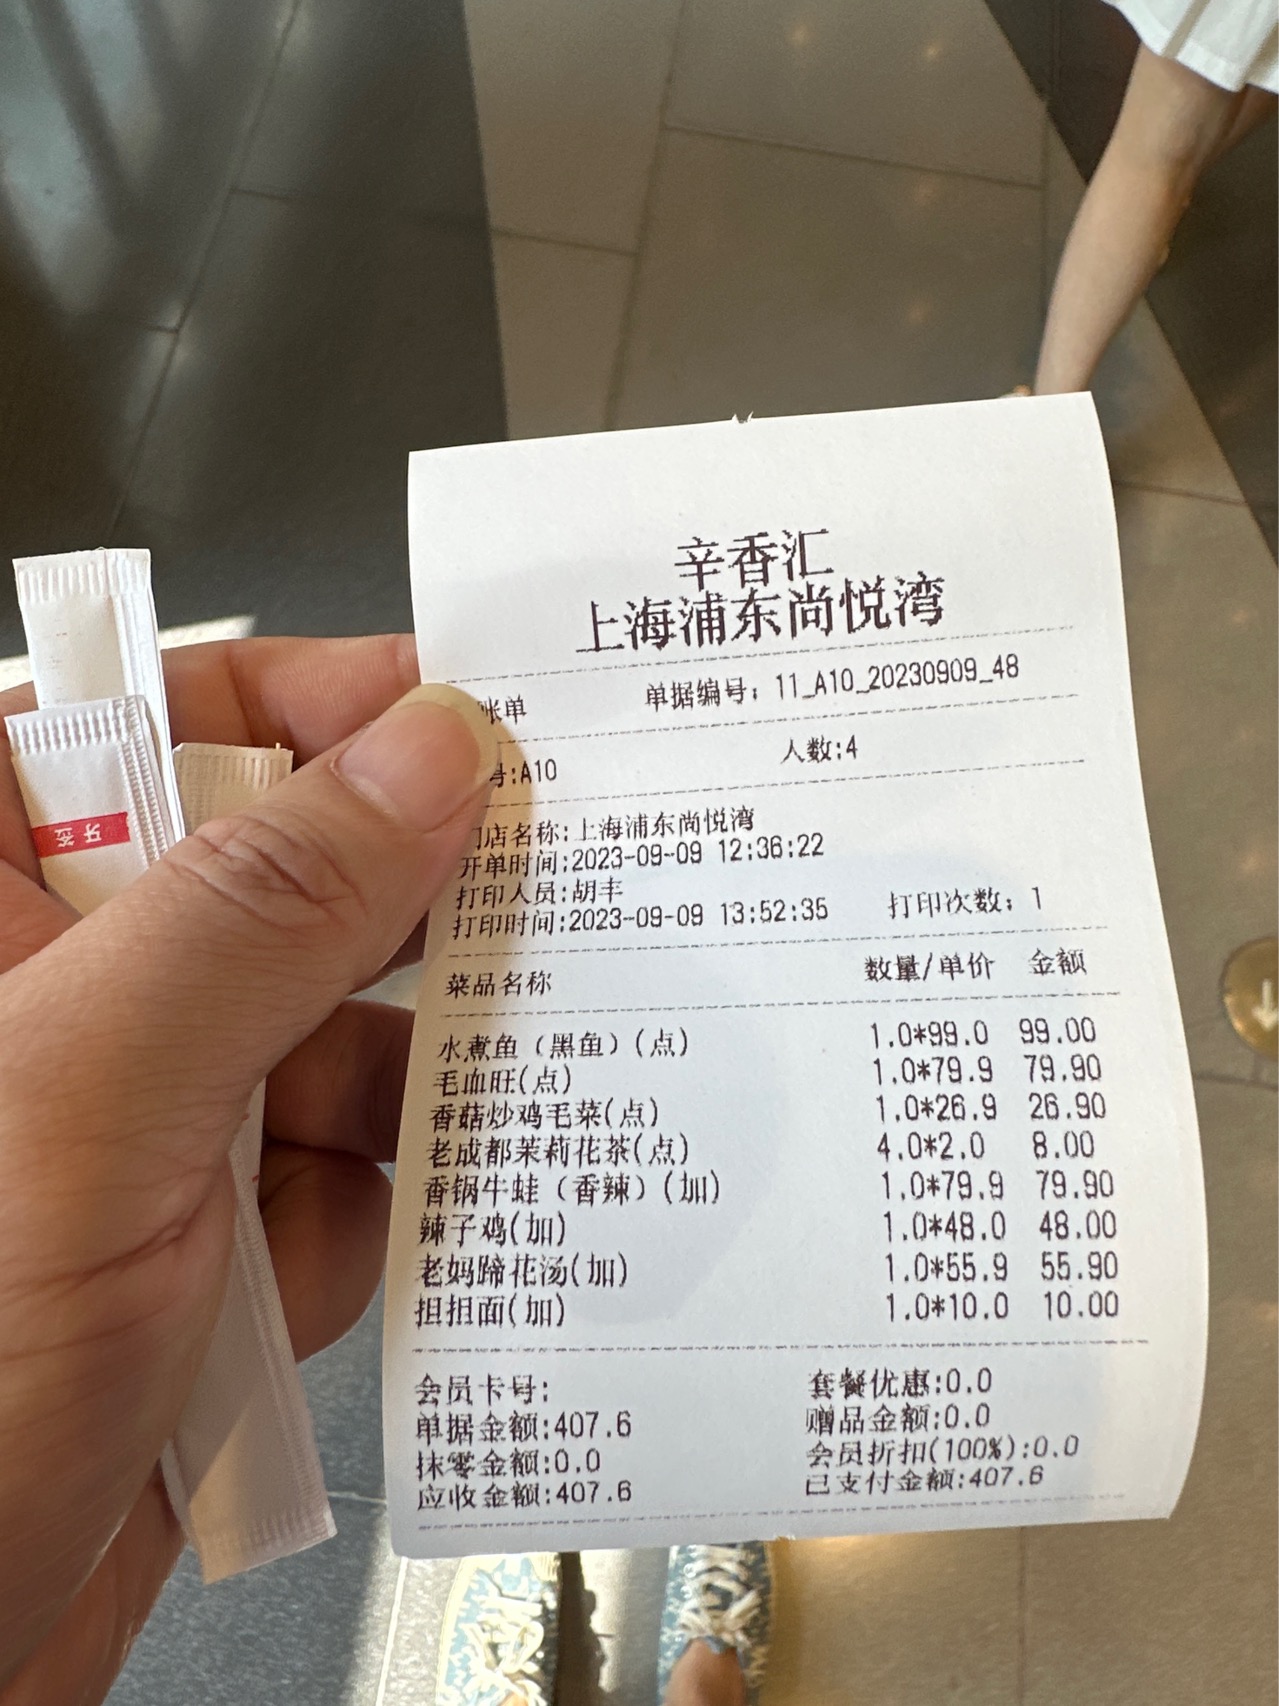 辛香汇
上海浦东尚悦湾
账单 单据编号：11_A10_20230909_48
号:A10 人数:4
门店名称:上海浦东尚悦湾
开单时间:2023-09-09 12:36:22
打印人员:胡丰
打印时间:2023-09-09 13:52:35 打印次数：1
菜品名称 数量/单价 金额
水煮鱼（黑鱼）(点) 1.0*99.0 99.00
毛血旺(点) 1.0*79.9 79.90
香菇炒鸡毛菜(点) 1.0*26.9 26.90
老成都茉莉花茶(点) 4.0*2.0 8.00
香锅牛蛙（香辣）(加) 1.0*79.9 79.90
辣子鸡(加) 1.0*48.0 48.00
老妈蹄花汤(加) 1.0*55.9 55.90
担担面(加) 1.0*10.0 10.00
会员卡号: 套餐优惠:0.0
单据金额:407.6 赠品金额:0.0
抹零金额:0.0 会员折扣(100%):0.0
应收金额:407.6 已支付金额:407.6
牙签